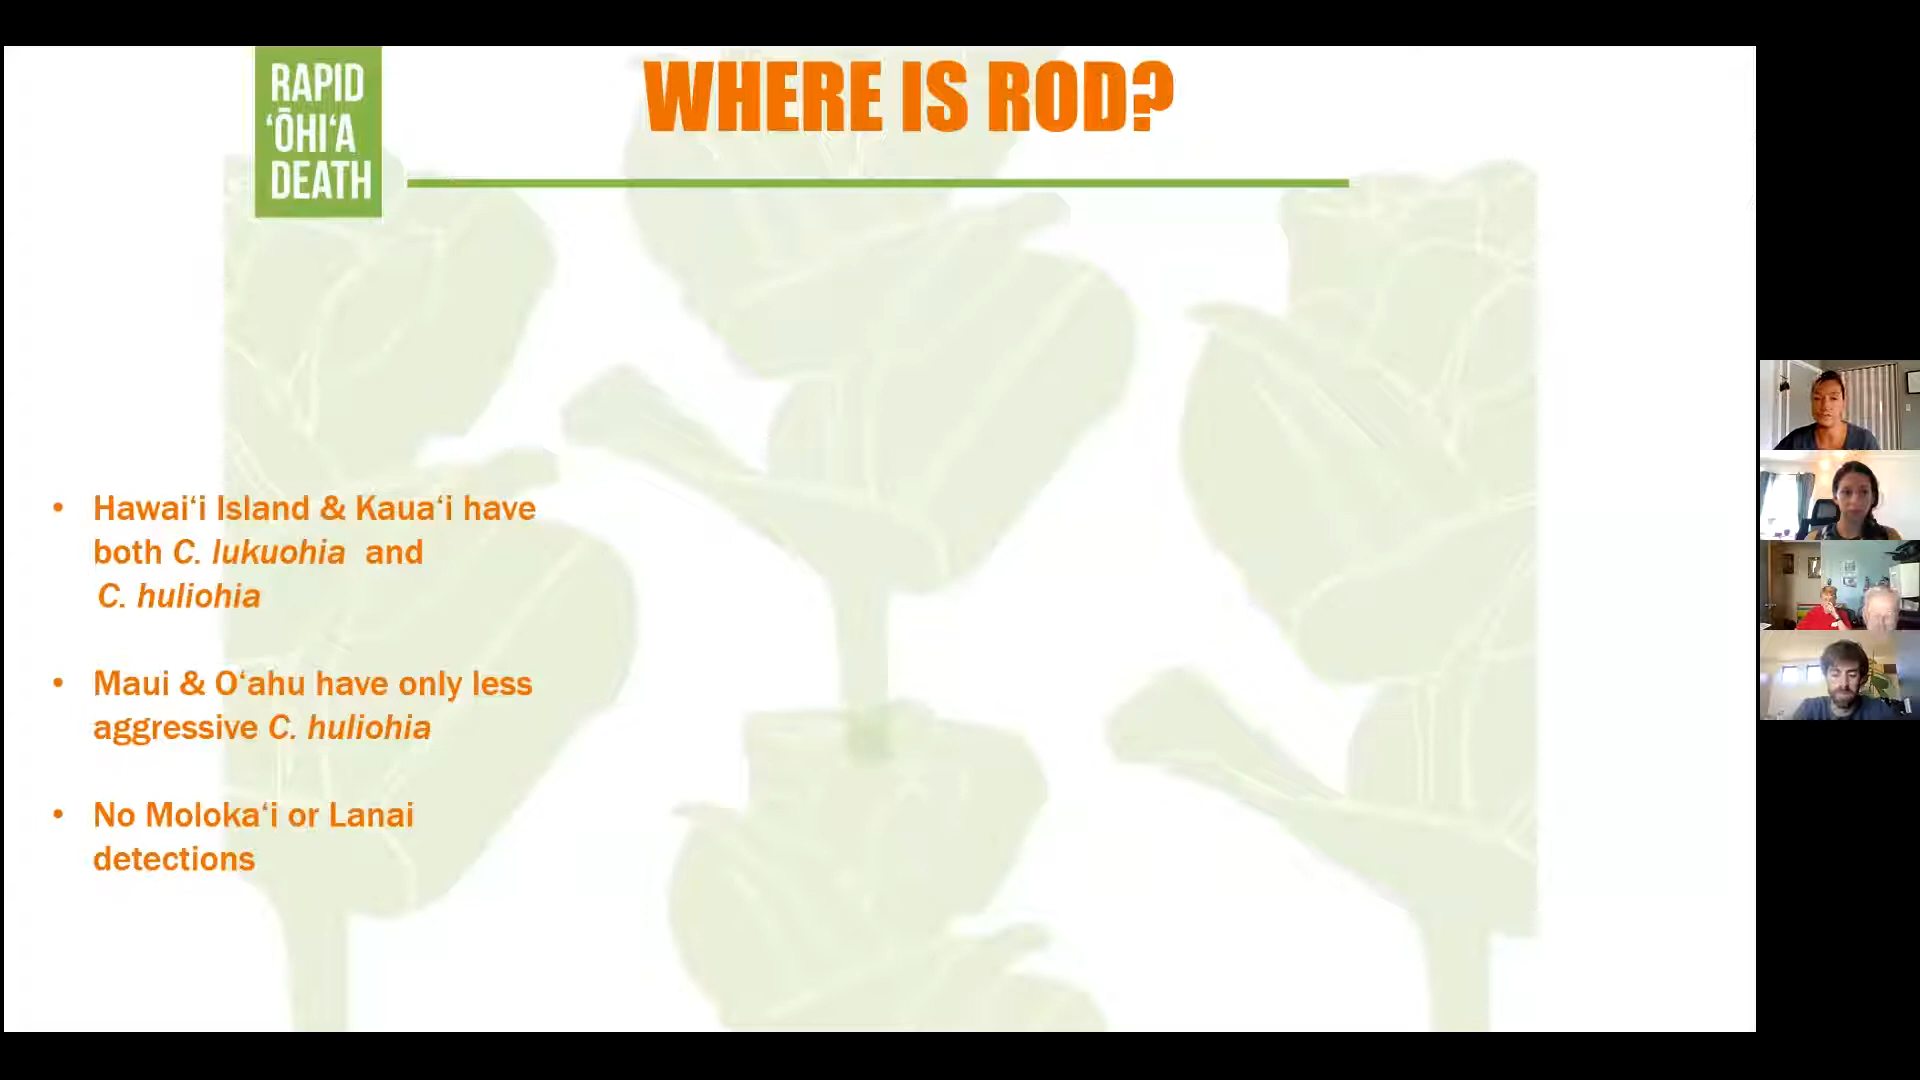 RAPID
ʻŌHIʻA
DEATH
WHERE IS ROD?
• Hawaiʻi Island & Kauaʻi have
both C. lukuohia and
C. huliohia
• Maui & Oʻahu have only less
aggressive C. huliohia
• No Molokaʻi or Lanai
detections